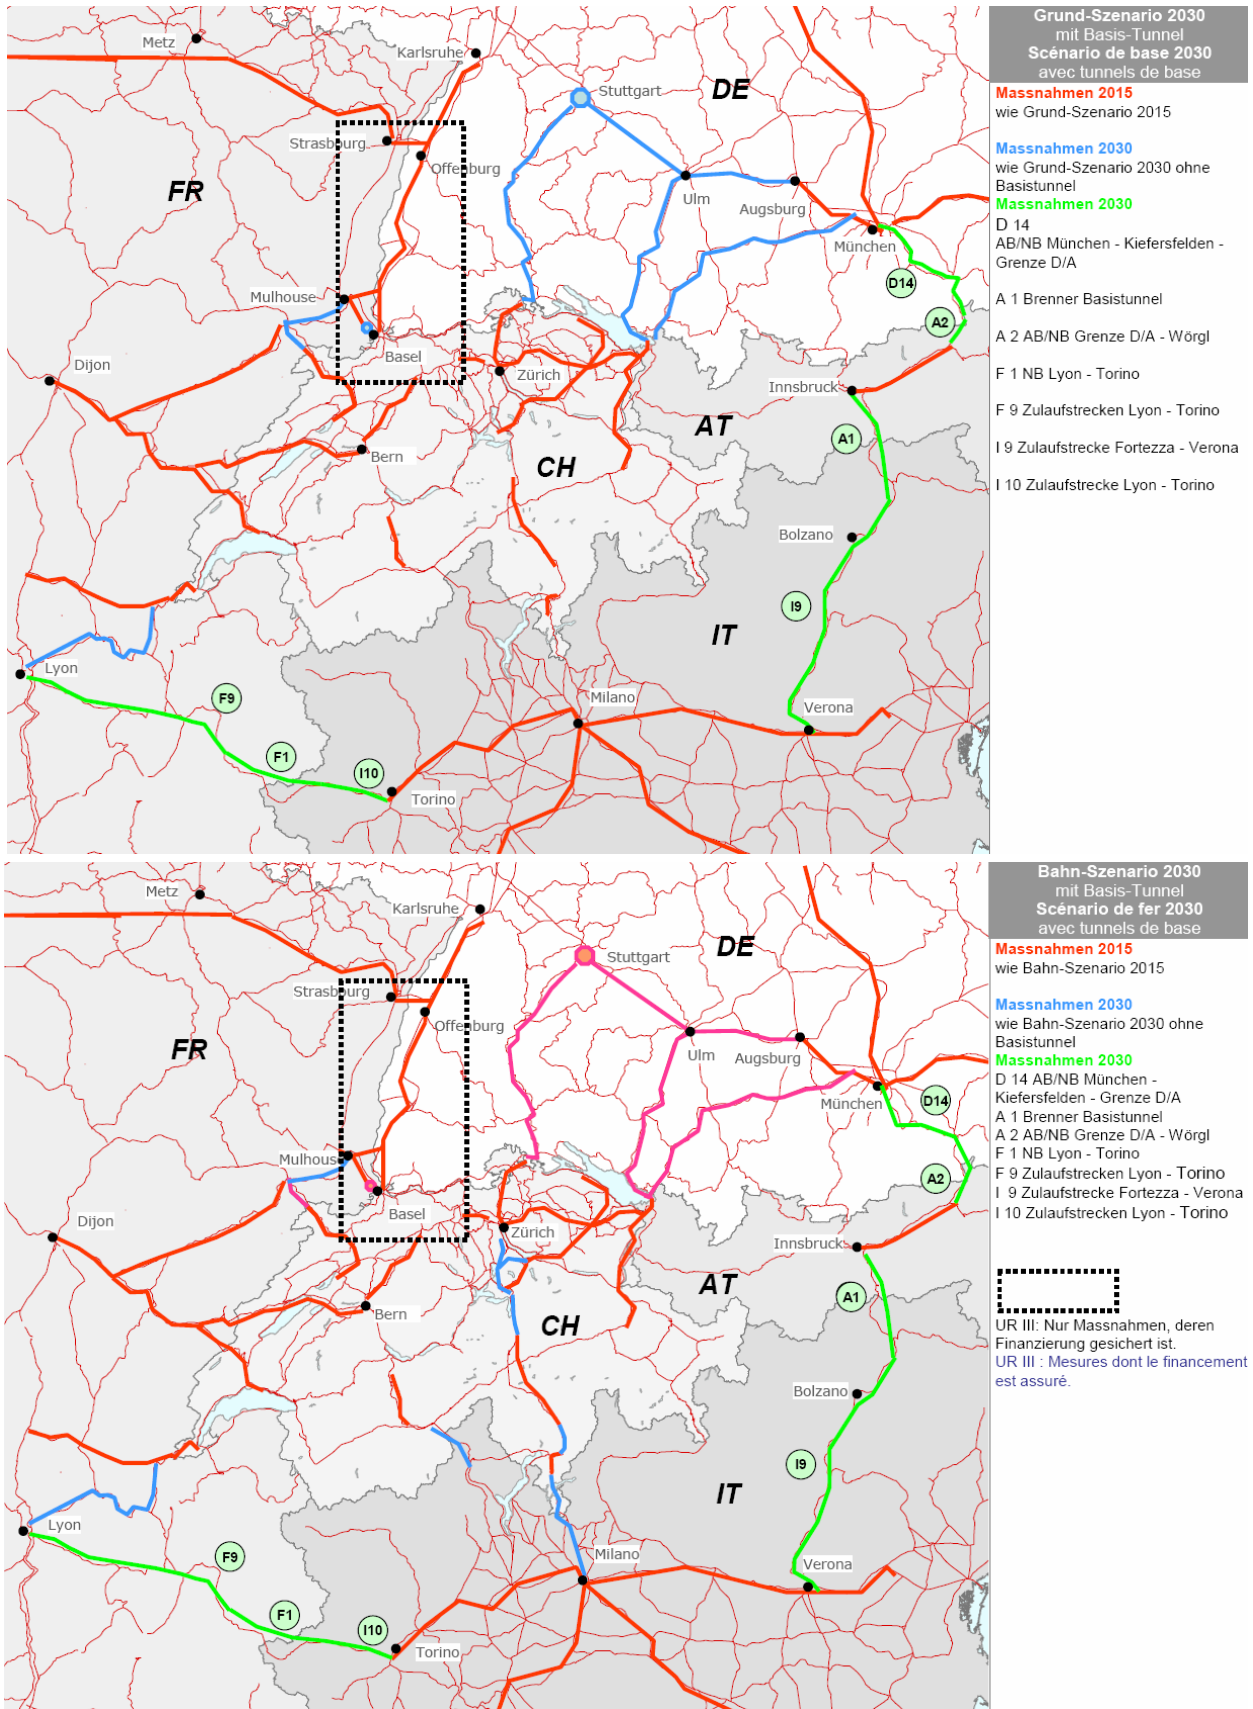 Grund-Szenario 2030
mit Basis-Tunnel
Scénario de base 2030
avec tunnels de base
Massnahmen 2015
wie Grund-Szenario 2015
Massnahmen 2030
wie Grund-Szenario 2030 ohne
Basistunnel
Massnahmen 2030
D 14
AB/NB München - Kiefersfelden -
Grenze D/A
A 1 Brenner Basistunnel
A 2 AB/NB Grenze D/A - Wörgl
F 1 NB Lyon - Torino
F 9 Zulaufstrecken Lyon - Torino
I 9 Zulaufstrecke Fortezza - Verona
I 10 Zulaufstrecke Lyon - Torino
Metz
Karlsruhe
Stuttgart
DE
Strasbourg
Offenburg
FR
Ulm
Augsburg
München
D14
Mulhouse
A2
Basel
Dijon
Zürich
Innsbruck
AT
A1
Bern
CH
Bolzano
I9
IT
Lyon
F9
Milano
Verona
F1
I10
Torino
Bahn-Szenario 2030
mit Basis-Tunnel
Scénario de fer 2030
avec tunnels de base
Massnahmen 2015
wie Bahn-Szenario 2015
Massnahmen 2030
wie Bahn-Szenario 2030 ohne
Basistunnel
Massnahmen 2030
D 14 AB/NB München -
Kiefersfelden - Grenze D/A
A 1 Brenner Basistunnel
A 2 AB/NB Grenze D/A - Wörgl
F 1 NB Lyon - Torino
F 9 Zulaufstrecken Lyon - Torino
I 9 Zulaufstrecke Fortezza - Verona
I 10 Zulaufstrecken Lyon - Torino
UR III: Nur Massnahmen, deren
Finanzierung gesichert ist.
UR III : Mesures dont le financement
est assuré.
Metz
Karlsruhe
DE
Stuttgart
Strasbourg
Offenburg
FR
Ulm
Augsburg
München
D14
Mulhouse
A2
Basel
Dijon
Zürich
Innsbruck
AT
A1
Bern
CH
Bolzano
I9
IT
Lyon
F9
Milano
Verona
F1
I10
Torino